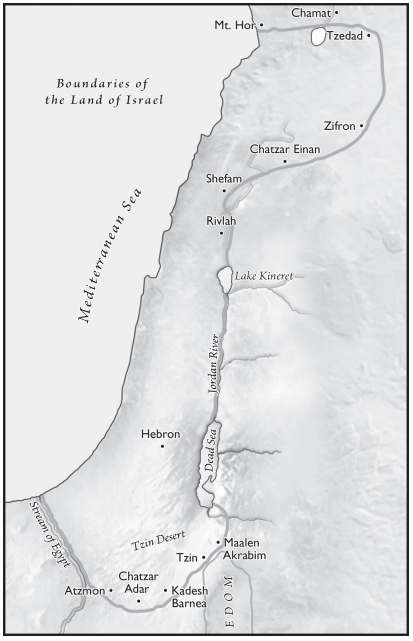 Chamat
Mt. Hor
Tzedad
Boundaries of
the Land of Israel
Zifron
Chatzar Einan
Shefam
Mediterranean Sea
Rivlah
Lake Kineret
Jordan River
Hebron
Dead Sea
Stream of Egypt
Tzin Desert
Maalen
Akrabim
Tzin
Chatzar
Adar
Atzmon
Kadesh
Barnea
EDOM